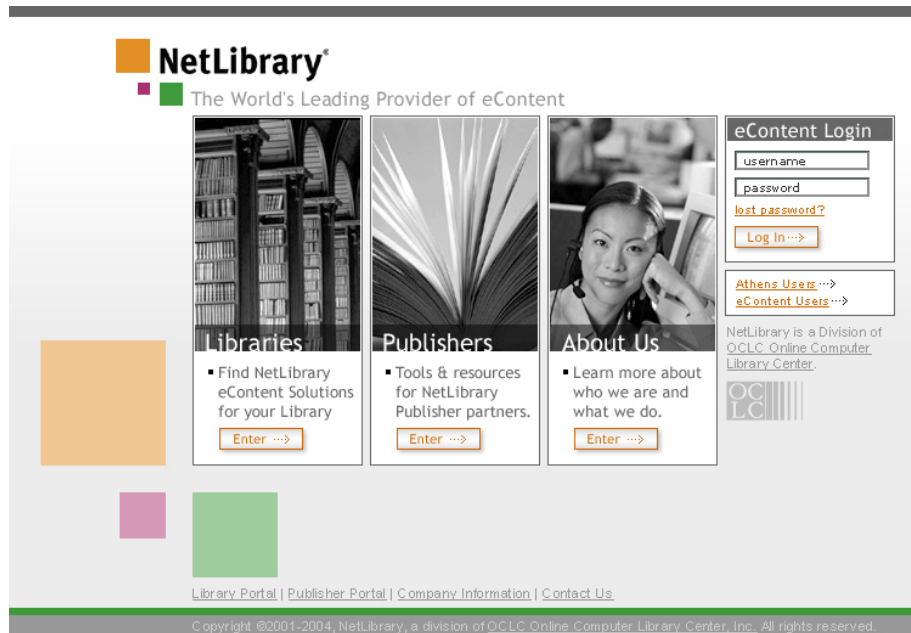 NetLibrary®
The World's Leading Provider of eContent
Libraries
▪ Find NetLibrary
eContent Solutions
for your Library
Enter ···>
Publishers
▪ Tools & resources
for NetLibrary
Publisher partners.
Enter ···>
About Us
▪ Learn more about
who we are and
what we do.
Enter ···>
eContent Login
username
password
lost password?
Log In ···>
Athens Users ···>
eContent Users ···>
NetLibrary is a Division of
OCLC Online Computer
Library Center.
OC
LC
Library Portal | Publisher Portal | Company Information | Contact Us
Copyright ©2001-2004, NetLibrary, a division of OCLC Online Computer Library Center, Inc. All rights reserved.